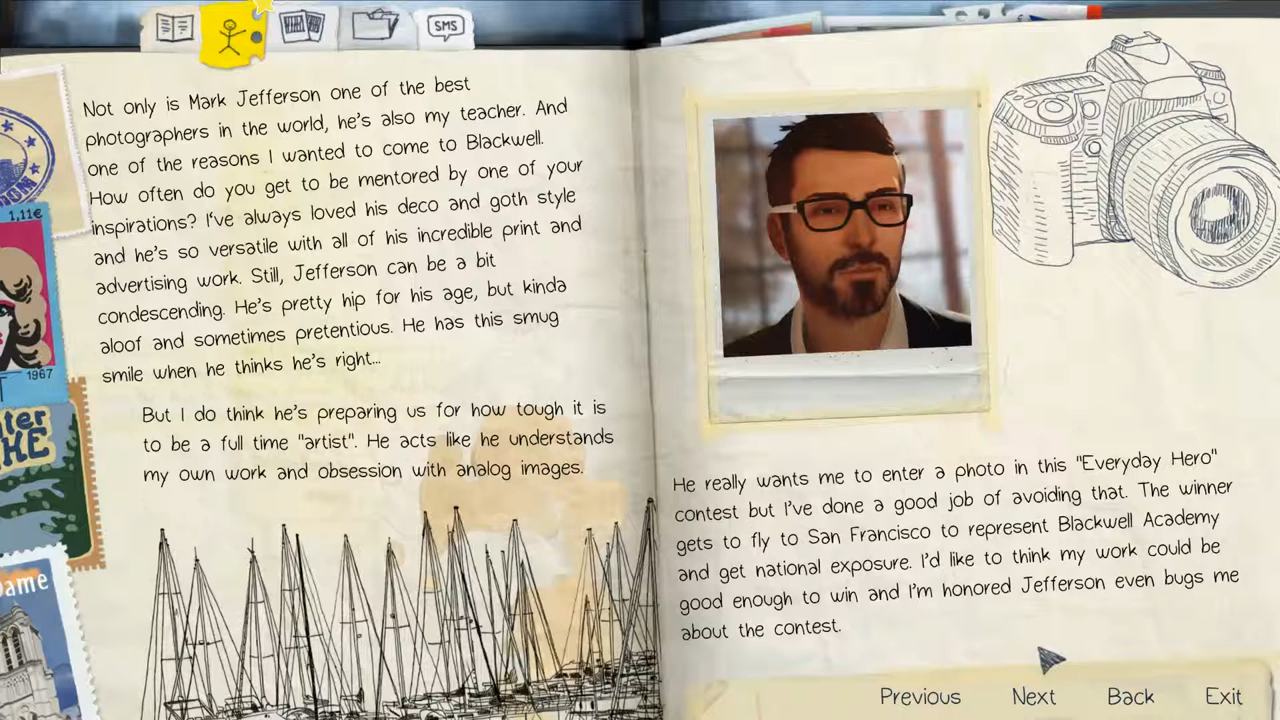 SMS
Not only is Mark Jefferson one of the best
photographers in the world, he's also my teacher. And
one of the reasons I wanted to come to Blackwell.
How often do you get to be mentored by one of your
inspirations? I've always loved his deco and goth style
and he's so versatile with all of his incredible print and
advertising work. Still, Jefferson can be a bit
condescending. He's pretty hip for his age, but kinda
aloof and sometimes pretentious. He has this smug
smile when he thinks he's right...
But I do think he's preparing us for how tough it is
to be a full time "artist". He acts like he understands
my own work and obsession with analog images.
1,11€
1967
Dame
He really wants me to enter a photo in this "Everyday Hero"
contest but I've done a good job of avoiding that. The winner
gets to fly to San Francisco to represent Blackwell Academy
and get national exposure. I'd like to think my work could be
good enough to win and I'm honored Jefferson even bugs me
about the contest.
Previous Next Back Exit